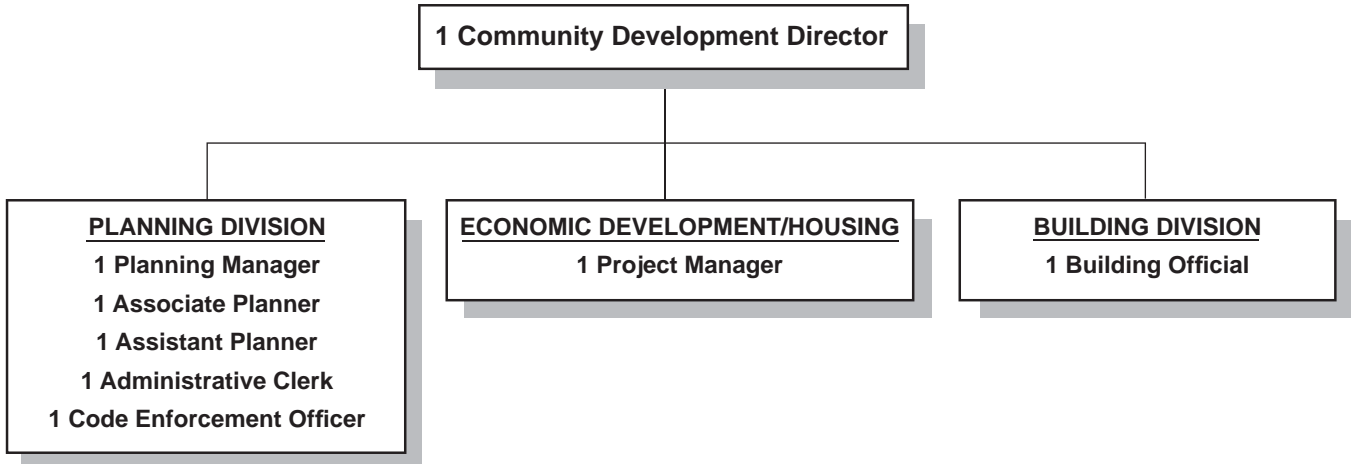 1 Community Development Director
PLANNING DIVISION
1 Planning Manager
1 Associate Planner
1 Assistant Planner
1 Administrative Clerk
1 Code Enforcement Officer
ECONOMIC DEVELOPMENT/HOUSING
1 Project Manager
BUILDING DIVISION
1 Building Official